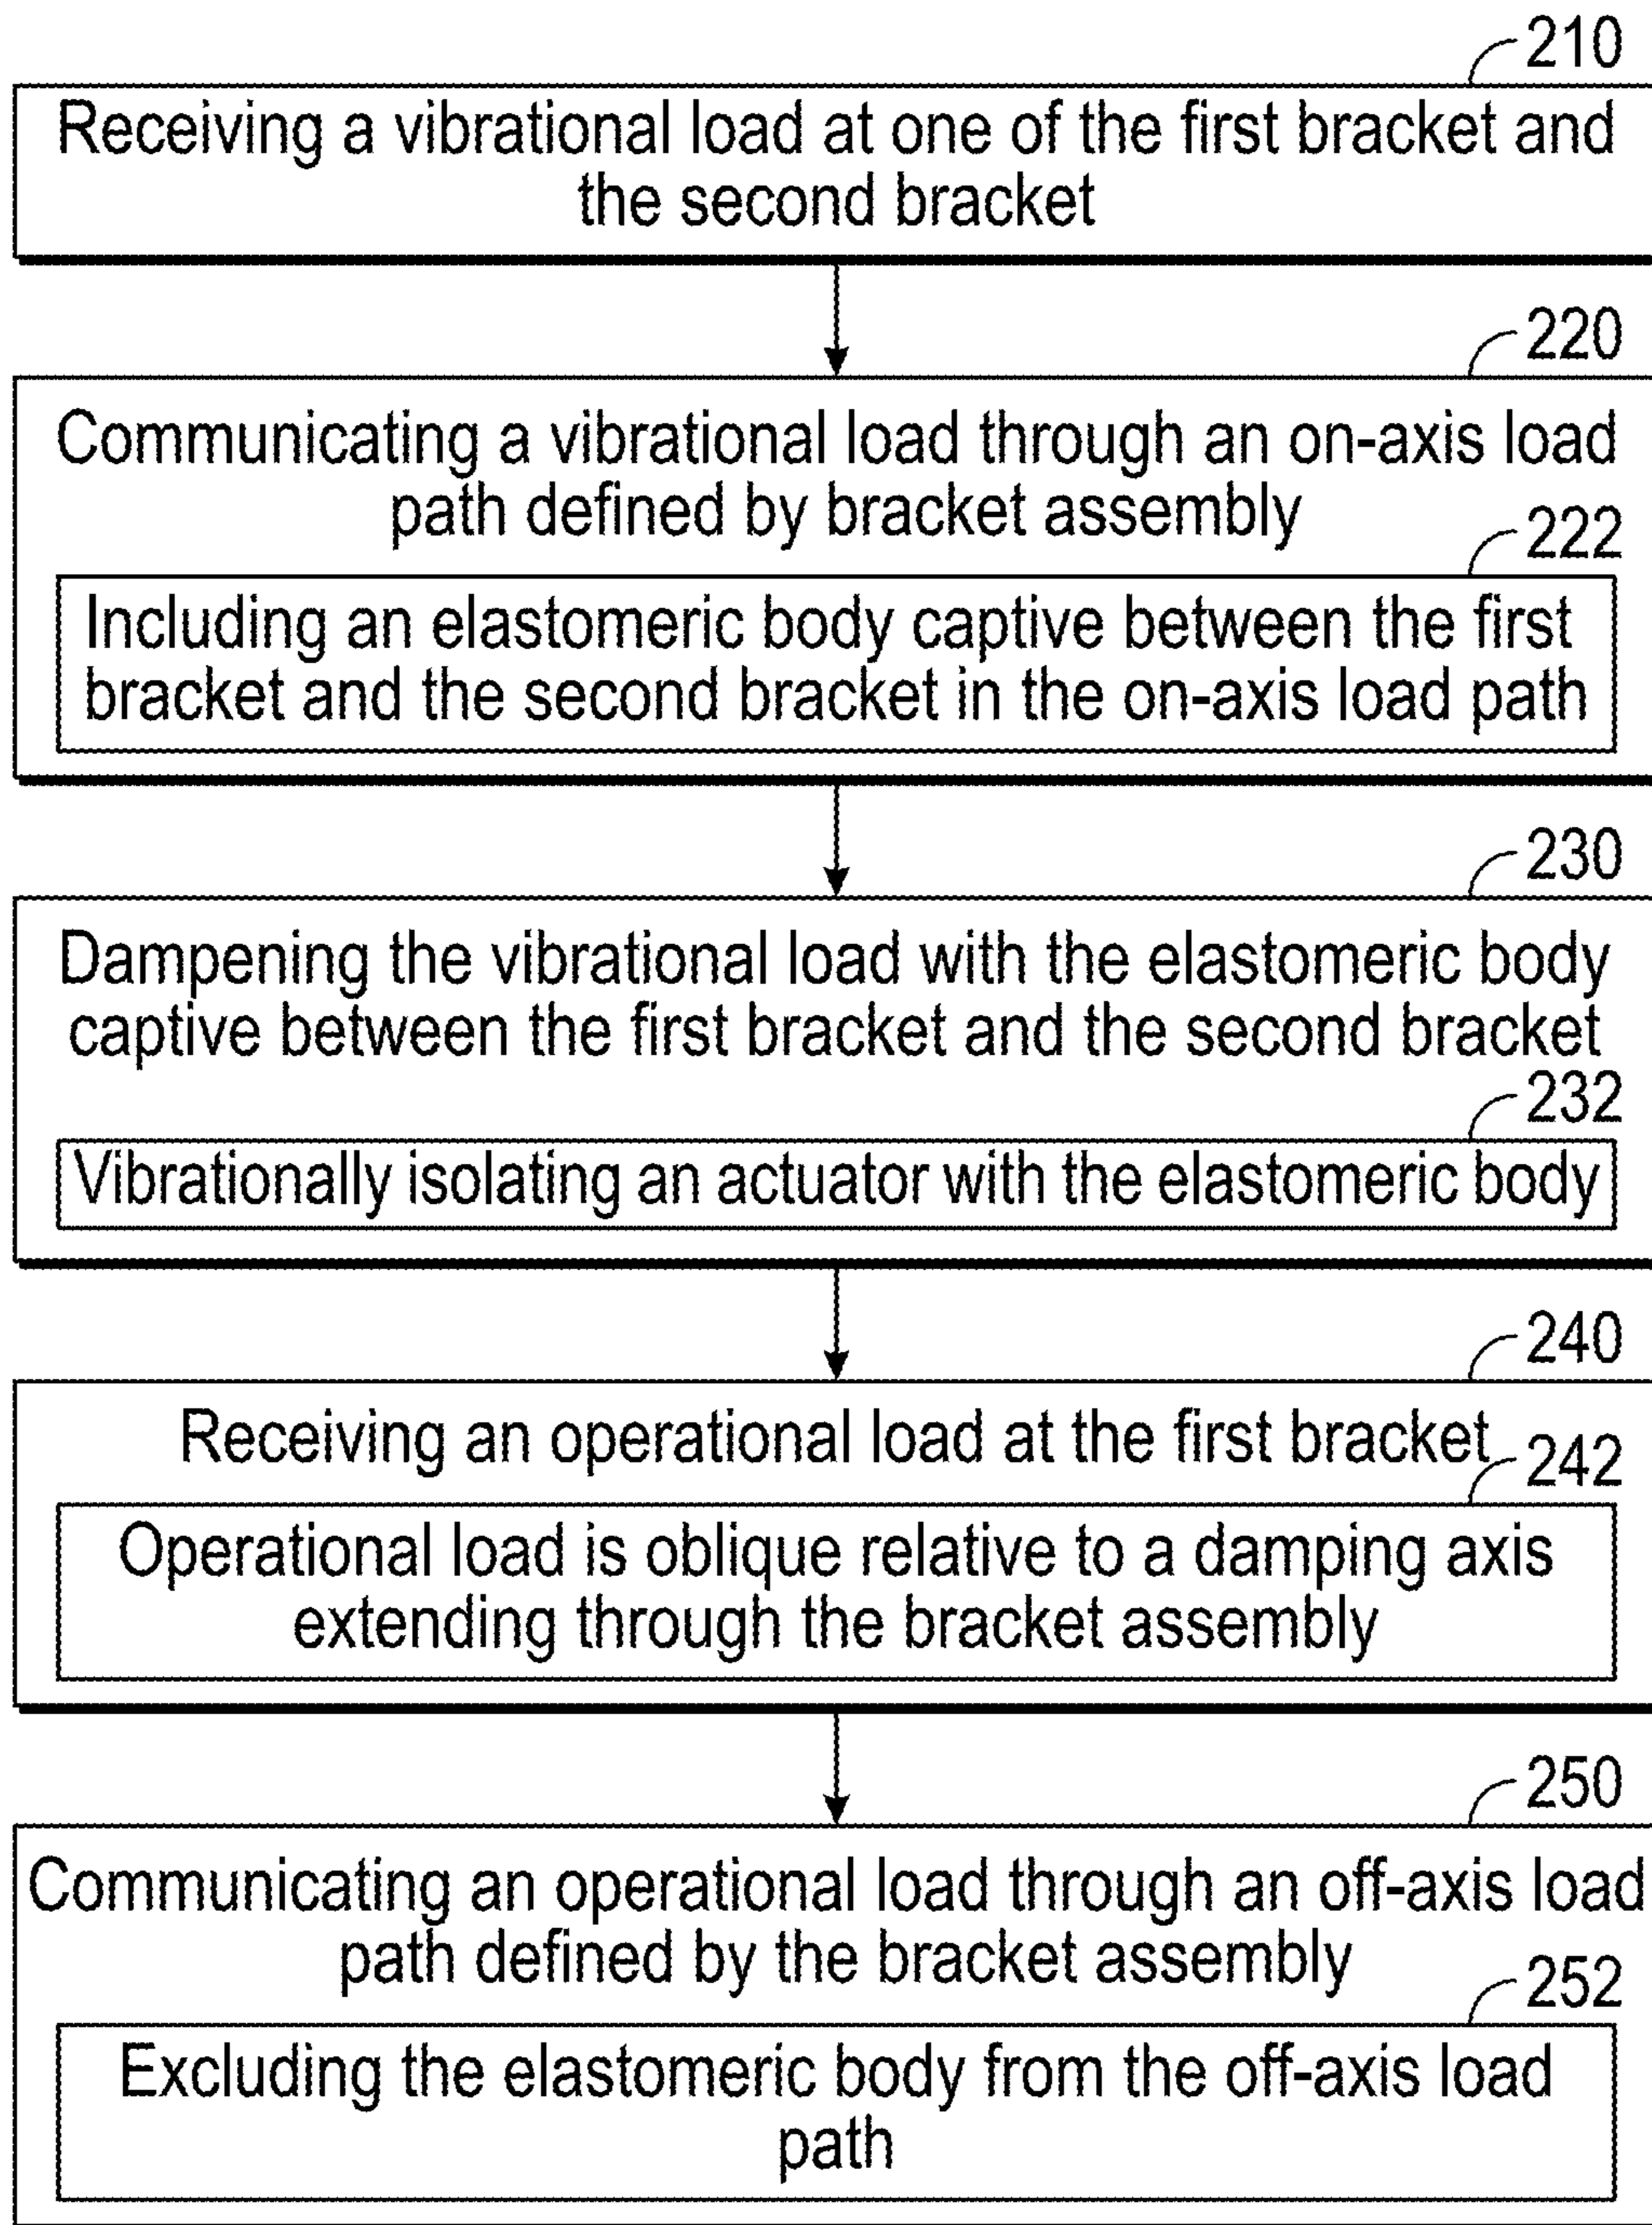 210
Receiving a vibrational load at one of the first bracket and
the second bracket
220
Communicating a vibrational load through an on-axis load
path defined by bracket assembly
222
Including an elastomeric body captive between the first
bracket and the second bracket in the on-axis load path
230
Dampening the vibrational load with the elastomeric body
captive between the first bracket and the second bracket
232
Vibrationally isolating an actuator with the elastomeric body
240
Receiving an operational load at the first bracket
242
Operational load is oblique relative to a damping axis
extending through the bracket assembly
250
Communicating an operational load through an off-axis load
path defined by the bracket assembly
252
Excluding the elastomeric body from the off-axis load
path